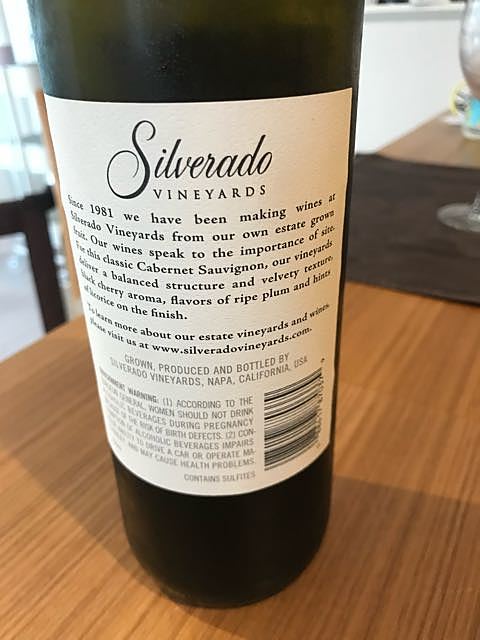 Silverado
VINEYARDS
Since 1981 we have been making wines at
Silverado Vineyards from our own estate grown
fruit. Our wines speak to the importance of site.
For this classic Cabernet Sauvignon, our vineyards
deliver a balanced structure and velvety texture,
black cherry aroma, flavors of ripe plum and hints
of licorice on the finish.
To learn more about our estate vineyards and wines,
please visit us at www.silveradovineyards.com.
GROWN, PRODUCED AND BOTTLED BY
SILVERADO VINEYARDS, NAPA, CALIFORNIA, USA
WARNING: (1) ACCORDING TO THE
GENERAL, WOMEN SHOULD NOT DRINK
BEVERAGES DURING PREGNANCY
OF THE RISK OF BIRTH DEFECTS. (2) CON-
OF ALCOHOLIC BEVERAGES IMPAIRS
TO DRIVE A CAR OR OPERATE MA-
AND MAY CAUSE HEALTH PROBLEMS.
CONTAINS SULFITES